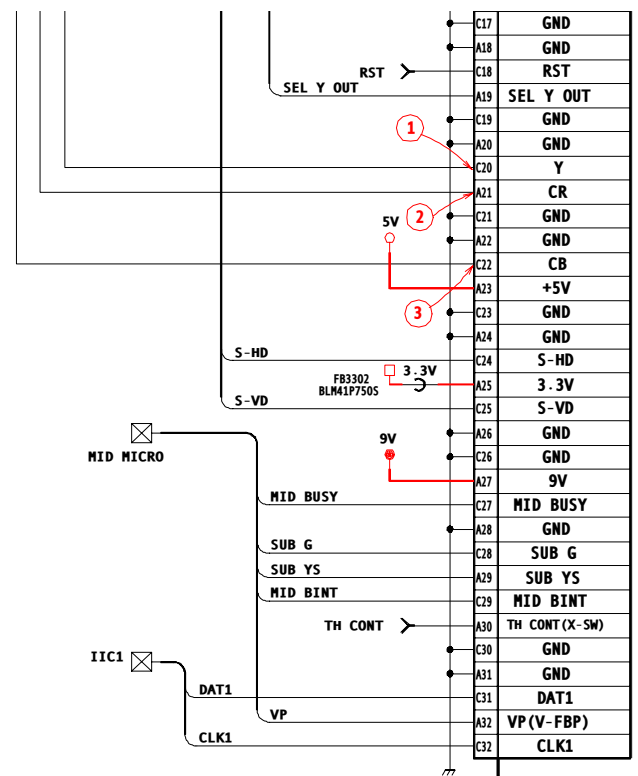 C17 GND
A18 GND
RST C18 RST
SEL Y OUT A19 SEL Y OUT
C19 GND
1 A20 GND
C20 Y
A21 CR
5V 2 C21 GND
A22 GND
C22 CB
A23 +5V
3 C23 GND
A24 GND
S-HD C24 S-HD
FB3302 3.3V A25 3.3V
BLM41P750S
S-VD C25 S-VD
A26 GND
9V
MID MICRO C26 GND
A27 9V
MID BUSY C27 MID BUSY
A28 GND
SUB G C28 SUB G
SUB YS A29 SUB YS
MID BINT C29 MID BINT
TH CONT A30 TH CONT(X-SW)
C30 GND
IIC1 A31 GND
DAT1 C31 DAT1
VP A32 VP(V-FBP)
CLK1 C32 CLK1